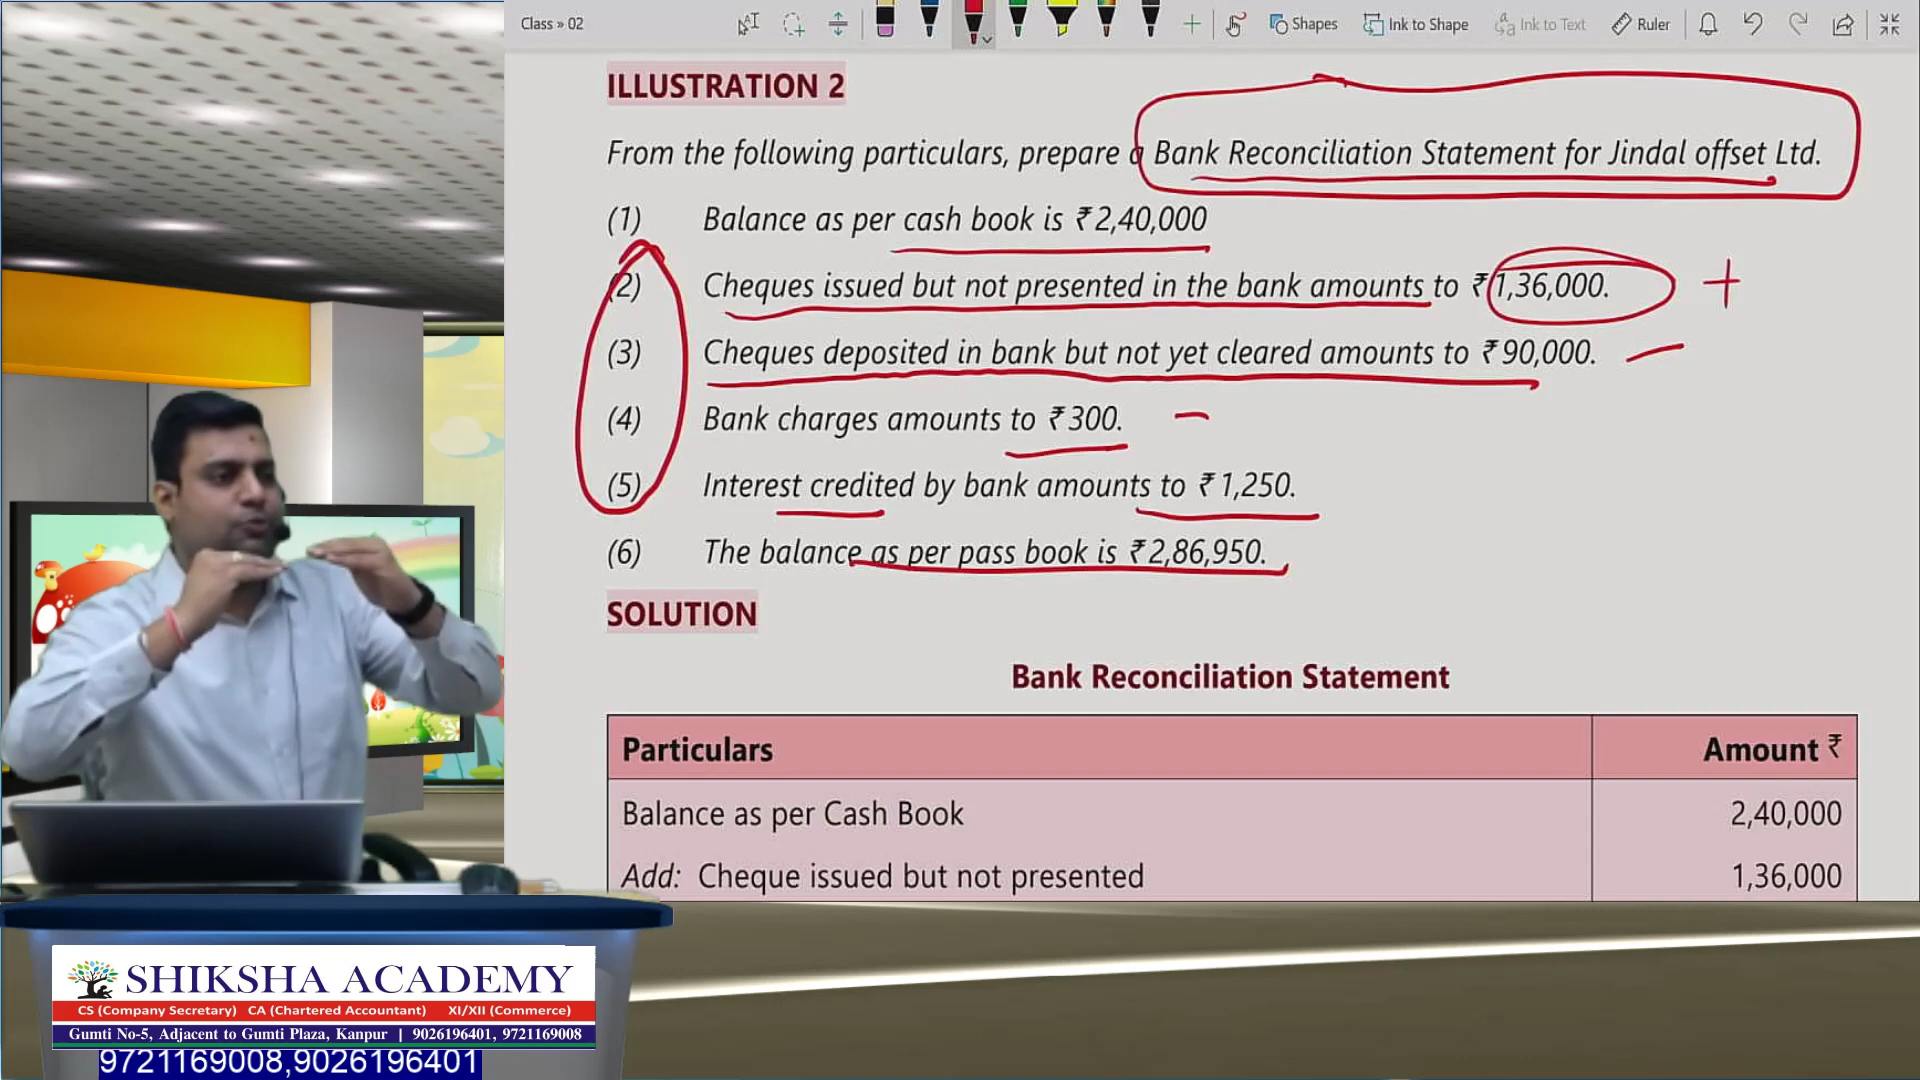 Class » 02
Shapes
Ink to Shape
Ink to Text
Ruler
ILLUSTRATION 2
From the following particulars, prepare a Bank Reconciliation Statement for Jindal offset Ltd.
(1) Balance as per cash book is ₹2,40,000
(2) Cheques issued but not presented in the bank amounts to ₹1,36,000. +
(3) Cheques deposited in bank but not yet cleared amounts to ₹90,000. –
(4) Bank charges amounts to ₹300. –
(5) Interest credited by bank amounts to ₹1,250.
(6) The balance as per pass book is ₹2,86,950.
SOLUTION
Bank Reconciliation Statement
Particulars Amount ₹
Balance as per Cash Book 2,40,000
Add: Cheque issued but not presented 1,36,000
SHIKSHA ACADEMY
CS (Company Secretary) CA (Chartered Accountant) XI/XII (Commerce)
Gumti No-5, Adjacent to Gumti Plaza, Kanpur | 9026196401, 9721169008
9721169008,9026196401